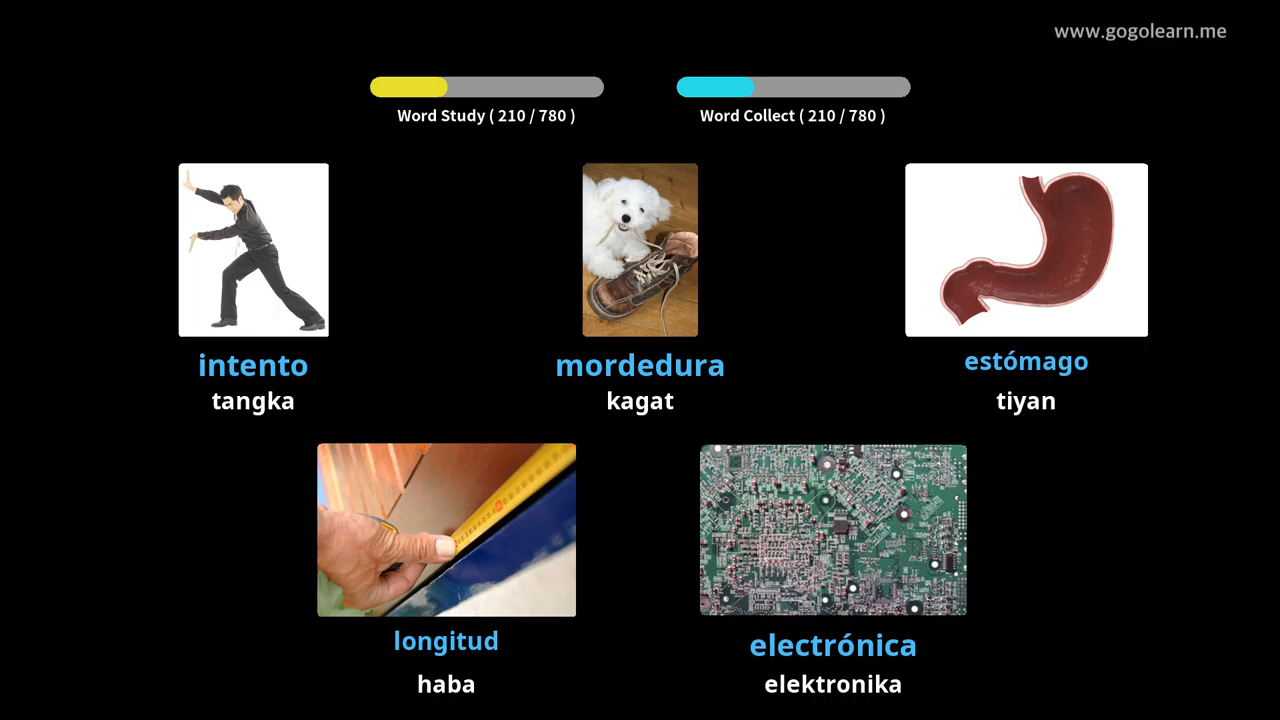 www.gogolearn.me
Word Study ( 210 / 780 )
Word Collect ( 210 / 780 )
intento
tangka
mordedura
kagat
estómago
tiyan
longitud
haba
electrónica
elektronika